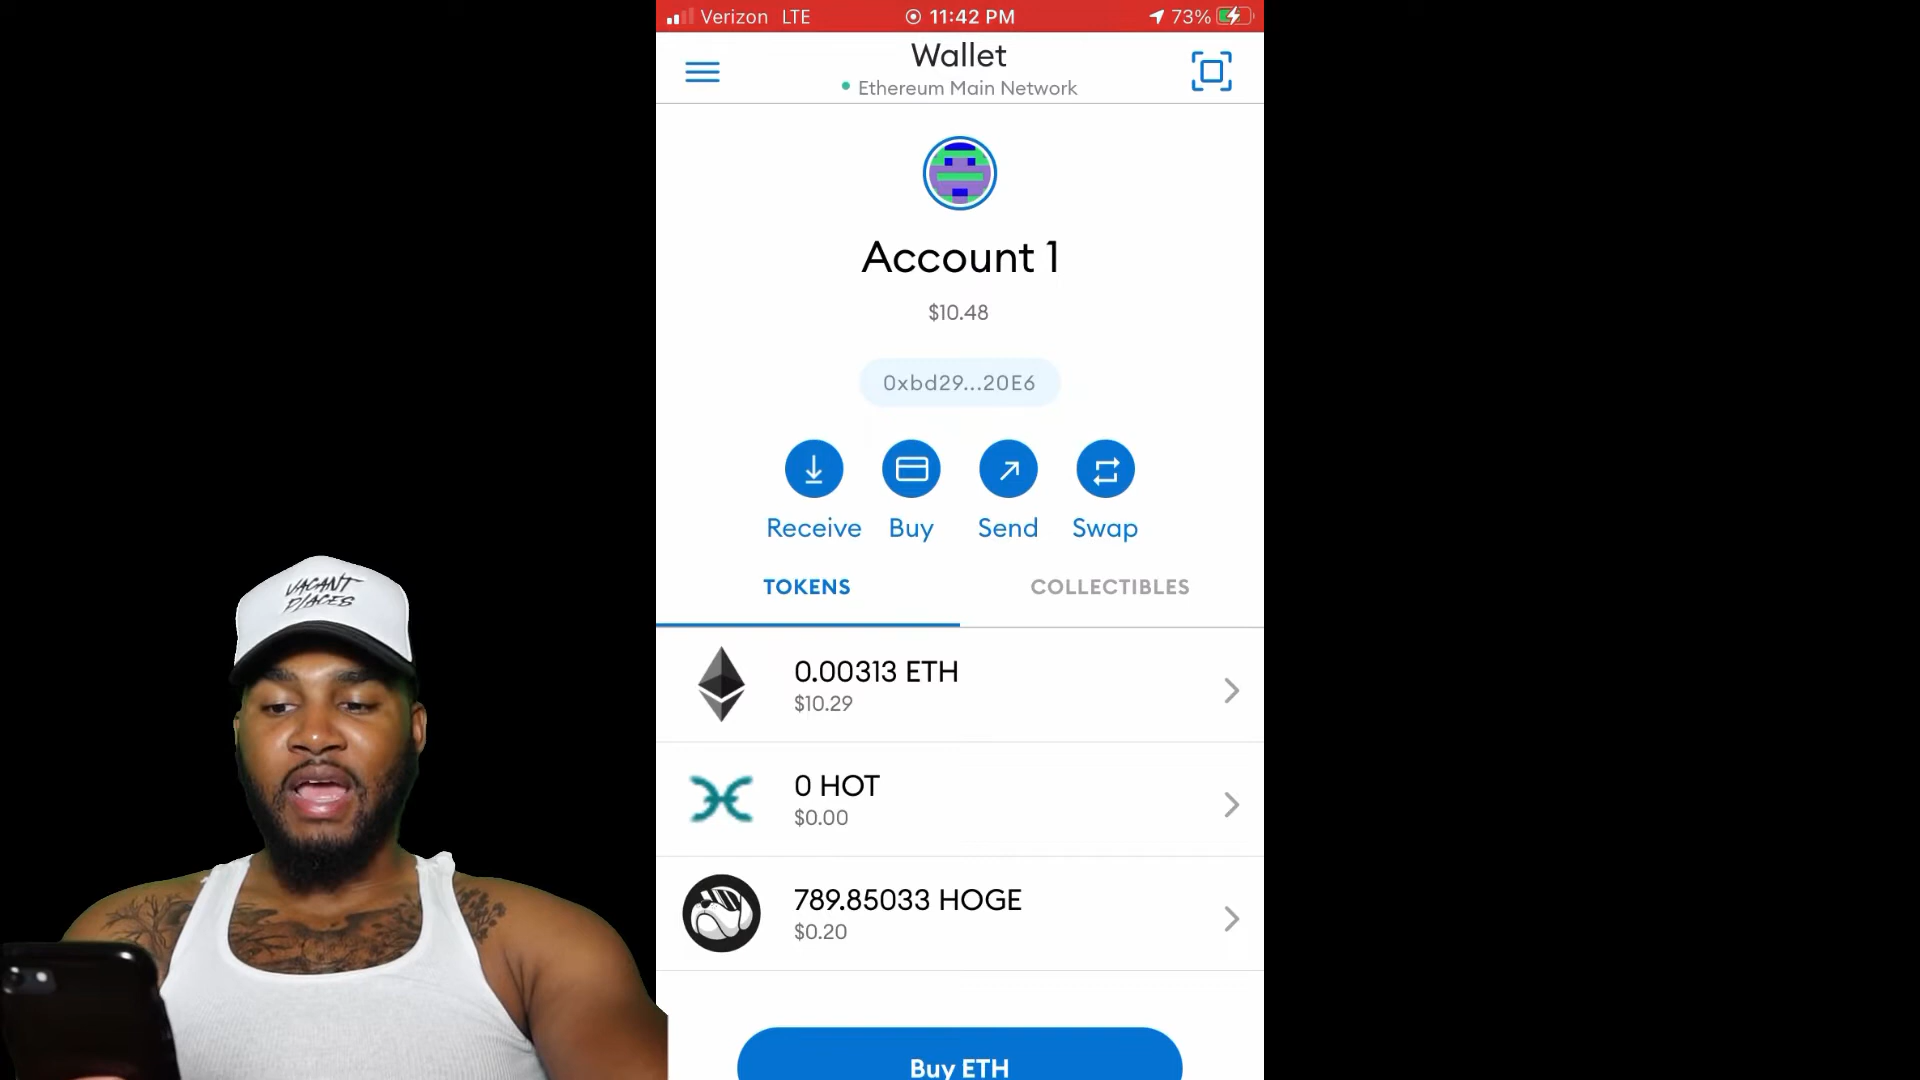 Verizon LTE 11:42 PM 73%
Wallet
Ethereum Main Network
Account 1
$10.48
0xbd29...20E6
Receive Buy Send Swap
TOKENS COLLECTIBLES
0.00313 ETH
$10.29
0 HOT
$0.00
789.85033 HOGE
$0.20
Buy ETH
VACANT
PLACES